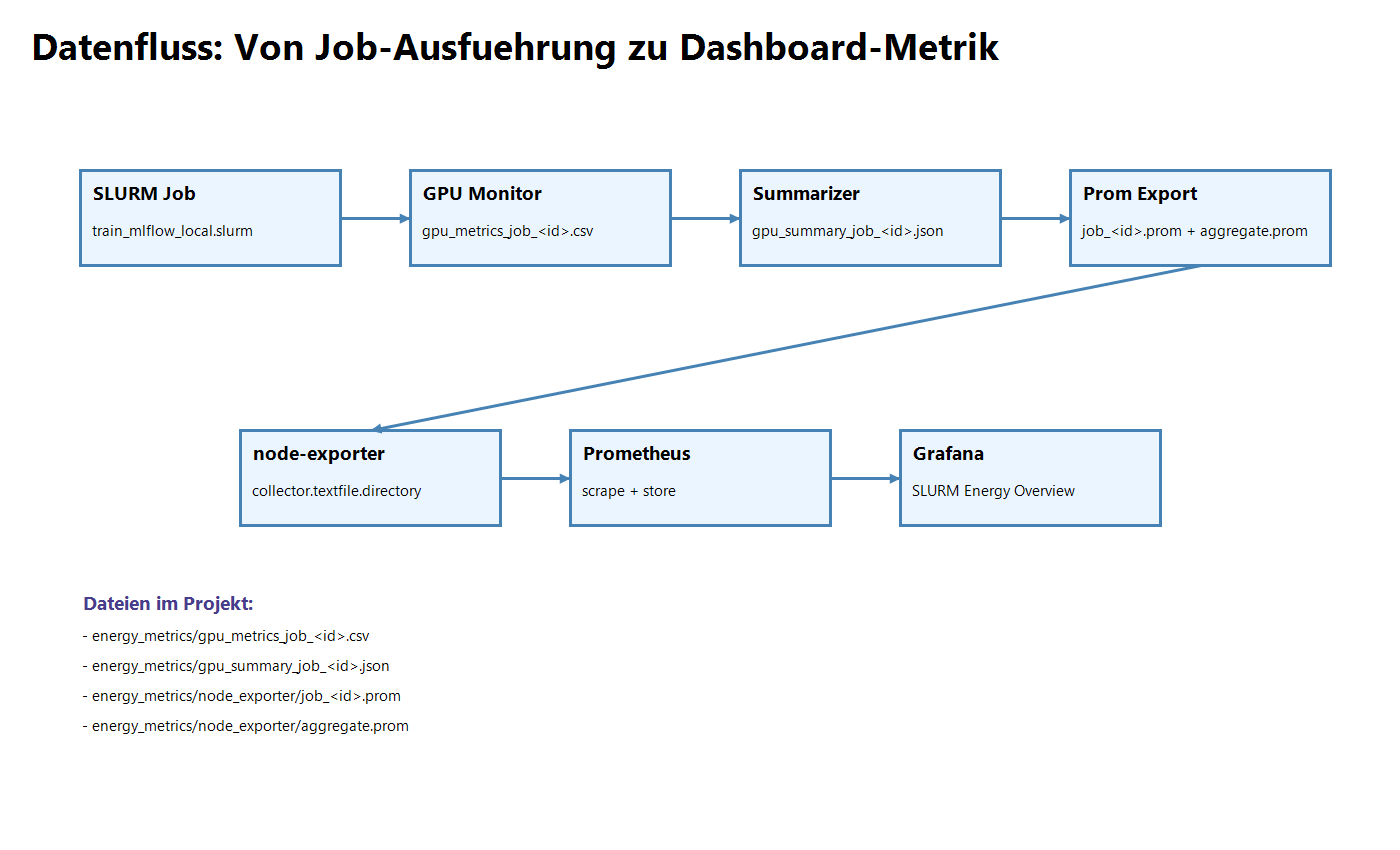 Datenfluss: Von Job-Ausfuehrung zu Dashboard-Metrik
SLURM Job
train_mlflow_local.slurm
GPU Monitor
gpu_metrics_job_<id>.csv
Summarizer
gpu_summary_job_<id>.json
Prom Export
job_<id>.prom + aggregate.prom
node-exporter
collector.textfile.directory
Prometheus
scrape + store
Grafana
SLURM Energy Overview
Dateien im Projekt:
- energy_metrics/gpu_metrics_job_<id>.csv
- energy_metrics/gpu_summary_job_<id>.json
- energy_metrics/node_exporter/job_<id>.prom
- energy_metrics/node_exporter/aggregate.prom